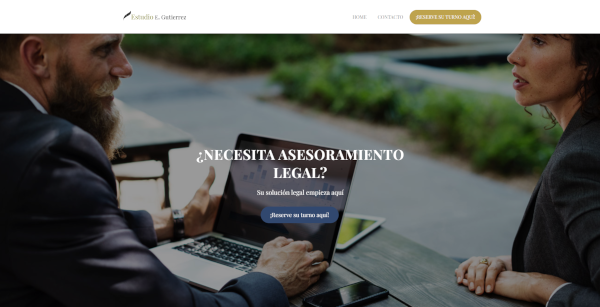 Estudio E. Gutierrez
HOME
CONTACTO
¡RESERVE SU TURNO AQUÍ!
¿NECESITA ASESORAMIENTO
LEGAL?
Su solución legal empieza aquí
¡Reserve su turno aquí!